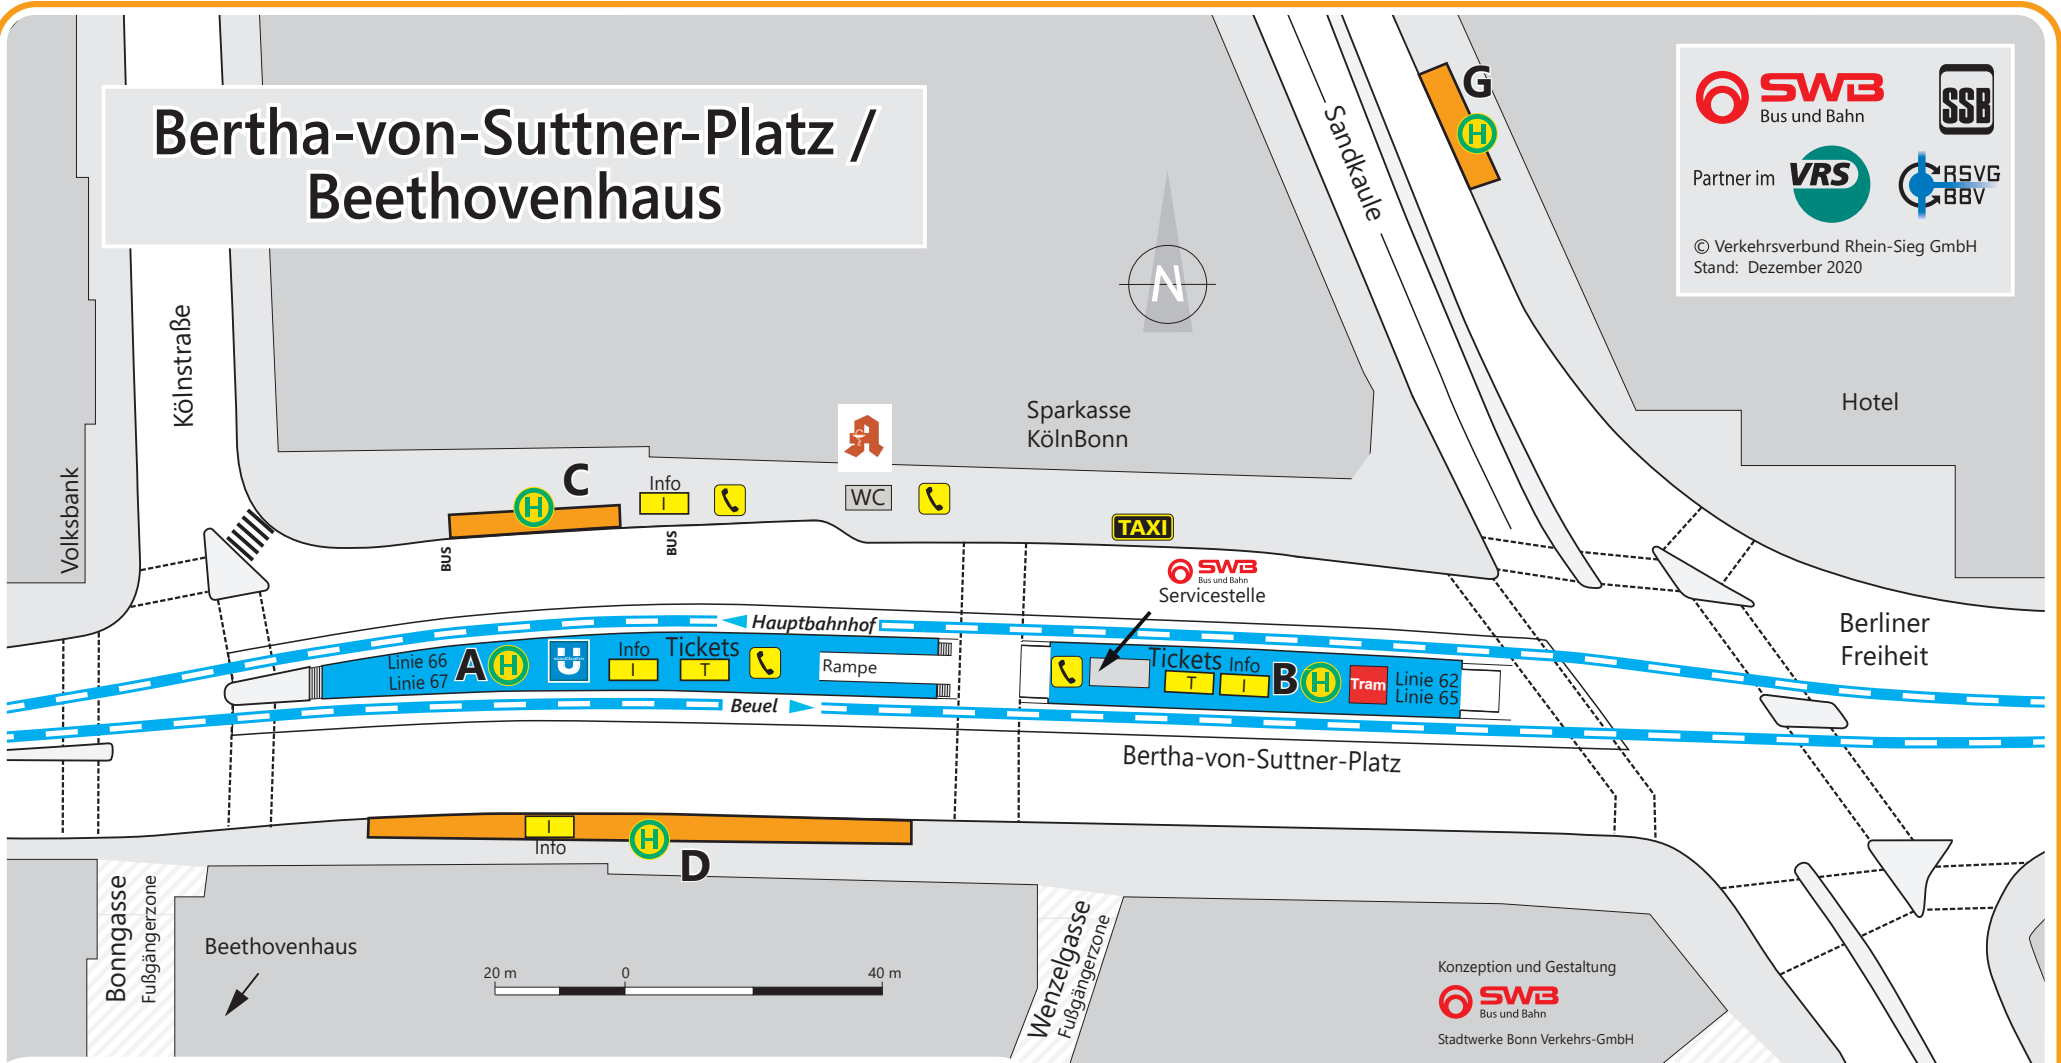 Bertha-von-Suttner-Platz /
Beethovenhaus
G
H
SWB
Bus und Bahn
SSB
Partner im
VRS
RSVG
BBV
© Verkehrsverbund Rhein-Sieg GmbH
Stand: Dezember 2020
Sandkaule
N
Kölnstraße
Volksbank
Hotel
Sparkasse
KölnBonn
A
C
H
Info
I
WC
TAXI
BUS
BUS
SWB
Bus und Bahn
Servicestelle
Berliner
Freiheit
Hauptbahnhof
Linie 66
Linie 67
A
H
U
Stadtbahn
Info
I
Tickets
T
Rampe
Tickets
T
Info
I
B
H
Tram
Linie 62
Linie 65
Beuel
Bertha-von-Suttner-Platz
I
Info
H
D
Bonngasse
Fußgängerzone
Beethovenhaus
20 m
0
40 m
Wenzelgasse
Fußgängerzone
Konzeption und Gestaltung
SWB
Bus und Bahn
Stadtwerke Bonn Verkehrs-GmbH